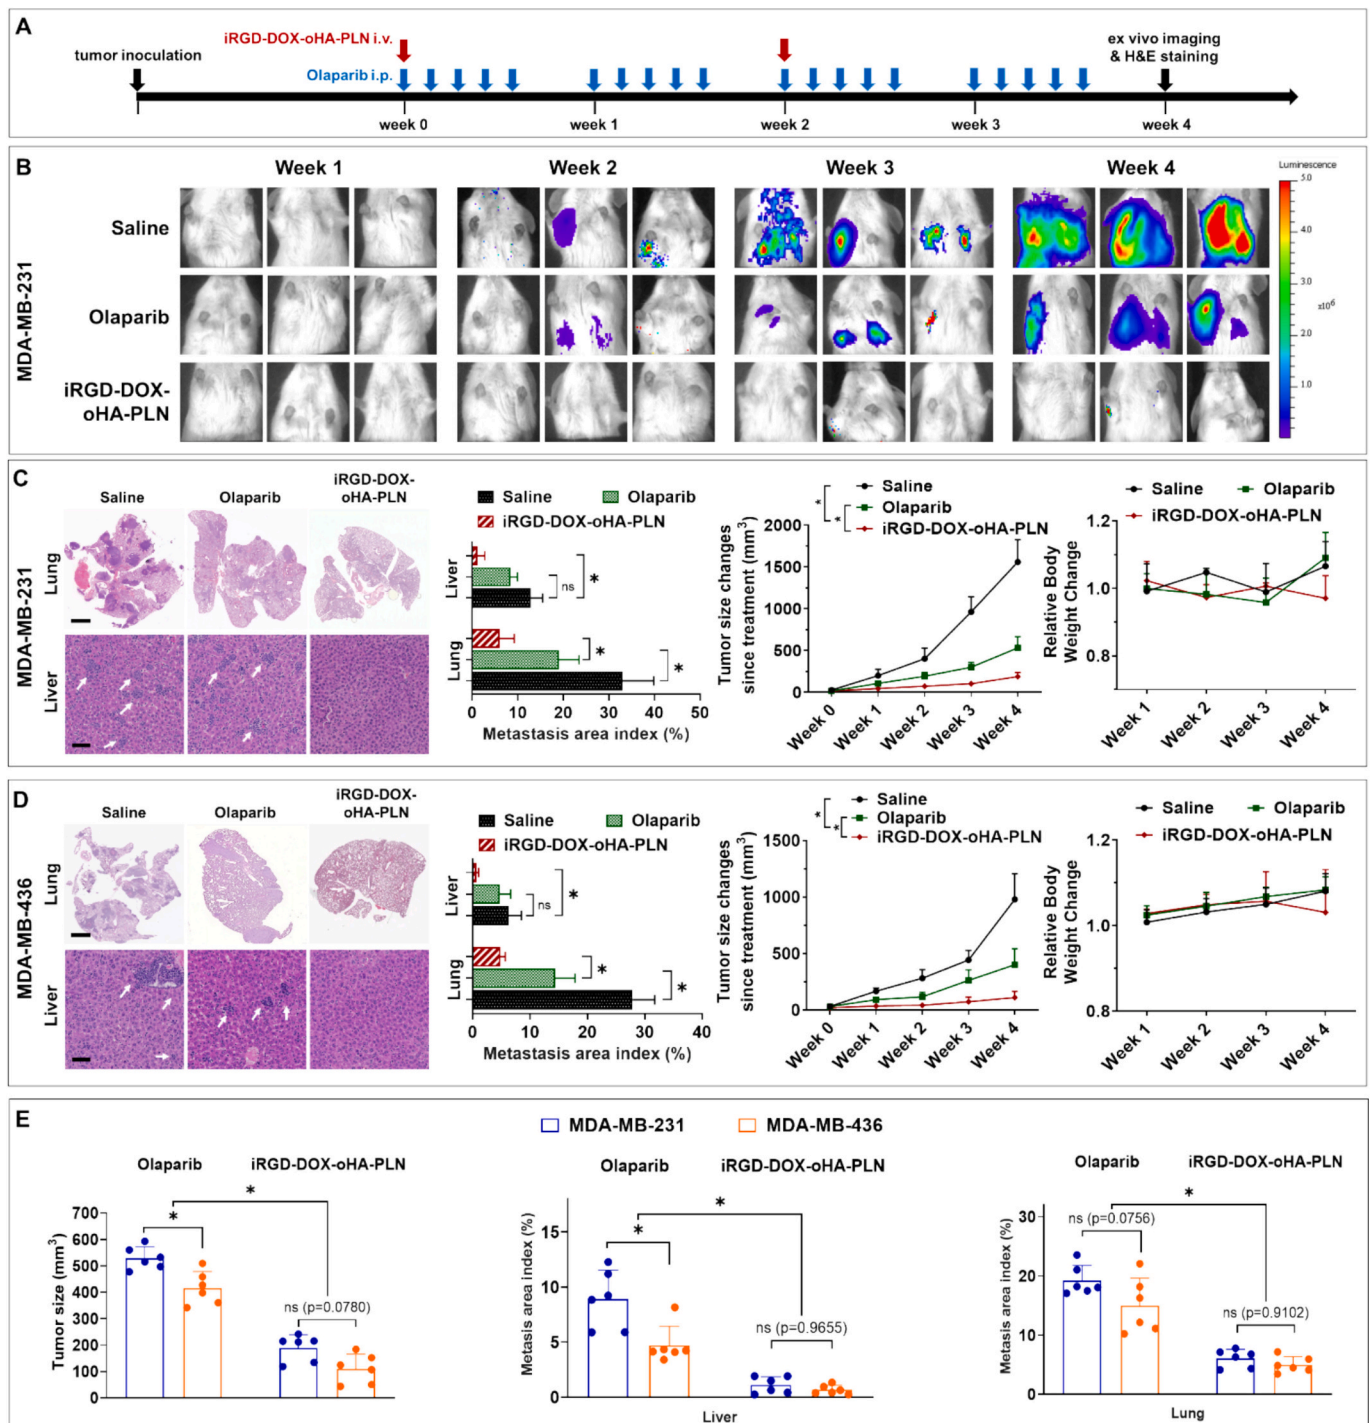 A
tumor inoculation
iRGD-DOX-oHA-PLN i.v.
Olaparib i.p.
ex vivo imaging
& H&E staining
week 0
week 1
week 2
week 3
week 4
B
Week 1
Week 2
Week 3
Week 4
MDA-MB-231
Saline
Olaparib
iRGD-DOX-
oHA-PLN
Luminescence
5.0
4.0
3.0
x10⁶
2.0
1.0
C
MDA-MB-231
Saline
Olaparib
iRGD-DOX-
oHA-PLN
Lung
Liver
Saline
Olaparib
iRGD-DOX-oHA-PLN
Liver
ns
*
Lung
*
*
0
10
20
30
40
50
Metastasis area index (%)
Saline
Olaparib
iRGD-DOX-oHA-PLN
*
*
Tumor size changes
since treatment (mm³)
2000
1500
1000
500
0
Week 0
Week 1
Week 2
Week 3
Week 4
Saline
Olaparib
iRGD-DOX-oHA-PLN
Relative Body
Weight Change
1.2
1.0
0.8
Week 1
Week 2
Week 3
Week 4
D
MDA-MB-436
Saline
Olaparib
iRGD-DOX-
oHA-PLN
Lung
Liver
Saline
Olaparib
iRGD-DOX-oHA-PLN
Liver
ns
*
Lung
*
*
0
10
20
30
40
Metastasis area index (%)
Saline
Olaparib
iRGD-DOX-oHA-PLN
*
*
Tumor size changes
since treatment (mm³)
1500
1000
500
0
Week 0
Week 1
Week 2
Week 3
Week 4
Saline
Olaparib
iRGD-DOX-oHA-PLN
Relative Body
Weight Change
1.2
1.0
0.8
Week 1
Week 2
Week 3
Week 4
E
MDA-MB-231
MDA-MB-436
Olaparib
iRGD-DOX-oHA-PLN
*
*
ns (p=0.0780)
Tumor size (mm³)
700
600
500
400
300
200
100
0
Olaparib
iRGD-DOX-oHA-PLN
*
*
ns (p=0.9655)
Metasis area index (%)
15
10
5
0
Liver
Olaparib
iRGD-DOX-oHA-PLN
*
ns (p=0.0756)
ns (p=0.9102)
Metasis area index (%)
30
20
10
0
Lung